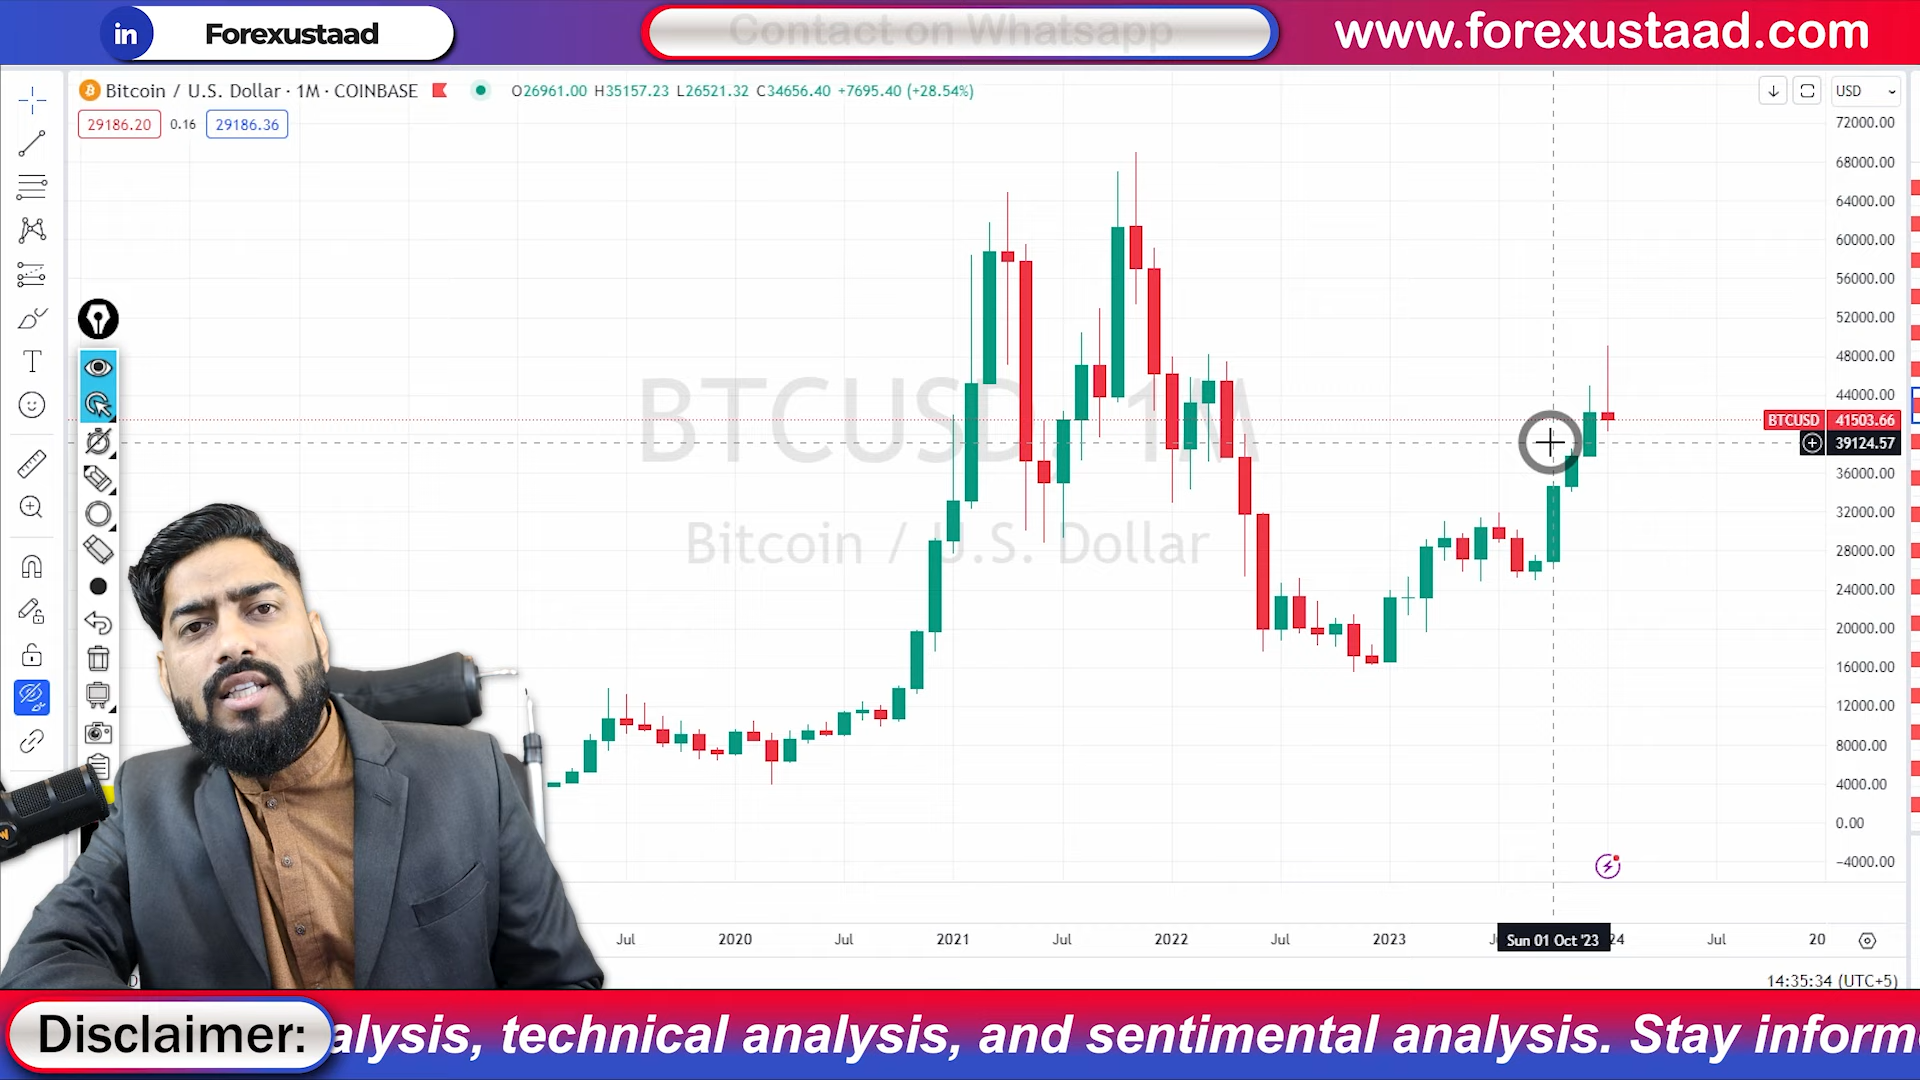 in Forexustaad
Contact on Whatsapp
www.forexustaad.com
Bitcoin / U.S. Dollar · 1M · COINBASE O26961.00 H35157.23 L26521.32 C34656.40 +7695.40 (+28.54%)
USD
29186.20 0.16 29186.36
72000.00
68000.00
64000.00
60000.00
56000.00
52000.00
48000.00
44000.00
BTCUSD 41503.66
39124.57
36000.00
32000.00
28000.00
24000.00
20000.00
16000.00
12000.00
8000.00
4000.00
0.00
−4000.00
BTCUSD, 1M
Bitcoin / U.S. Dollar
Jul 2020 Jul 2021 Jul 2022 Jul 2023 Sun 01 Oct '23 24 Jul 20
14:35:34 (UTC+5)
Disclaimer: alysis, technical analysis, and sentimental analysis. Stay inform